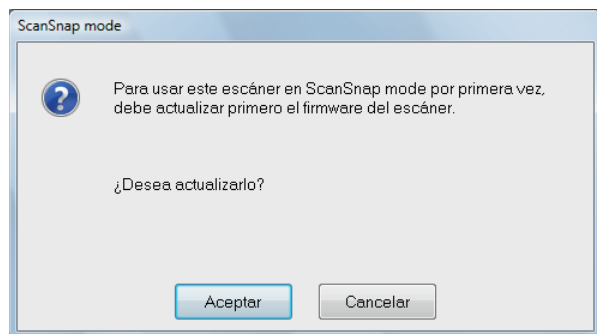 ScanSnap mode
Para usar este escáner en ScanSnap mode por primera vez,
debe actualizar primero el firmware del escáner.
¿Desea actualizarlo?
Aceptar
Cancelar